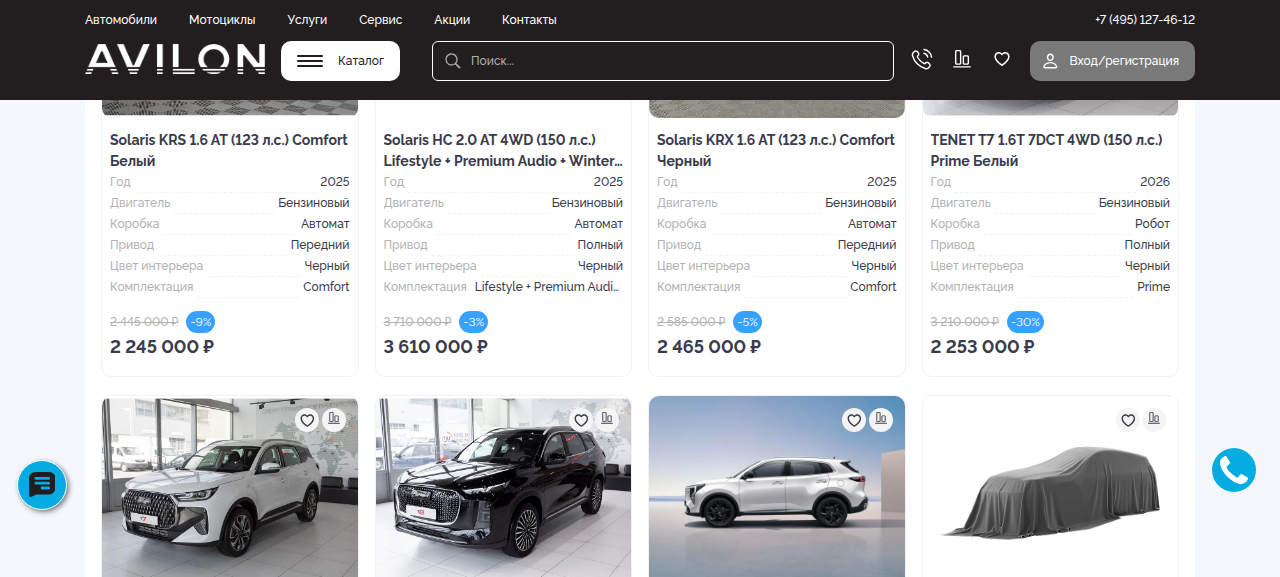 Автомобили Мотоциклы Услуги Сервис Акции Контакты +7 (495) 127-46-12
AVILON Каталог Поиск... Вход/регистрация
Solaris KRS 1.6 AT (123 л.с.) Comfort Белый
Год 2025
Двигатель Бензиновый
Коробка Автомат
Привод Передний
Цвет интерьера Черный
Комплектация Comfort
2 445 000 ₽ -9%
2 245 000 ₽
Solaris HC 2.0 AT 4WD (150 л.с.)
Lifestyle + Premium Audio + Winter...
Год 2025
Двигатель Бензиновый
Коробка Автомат
Привод Полный
Цвет интерьера Черный
Комплектация Lifestyle + Premium Audi...
3 710 000 ₽ -3%
3 610 000 ₽
Solaris KRX 1.6 AT (123 л.с.) Comfort
Черный
Год 2025
Двигатель Бензиновый
Коробка Автомат
Привод Передний
Цвет интерьера Черный
Комплектация Comfort
2 585 000 ₽ -5%
2 465 000 ₽
TENET T7 1.6T 7DCT 4WD (150 л.с.)
Prime Белый
Год 2026
Двигатель Бензиновый
Коробка Робот
Привод Полный
Цвет интерьера Черный
Комплектация Prime
3 210 000 ₽ -30%
2 253 000 ₽
T7
T8